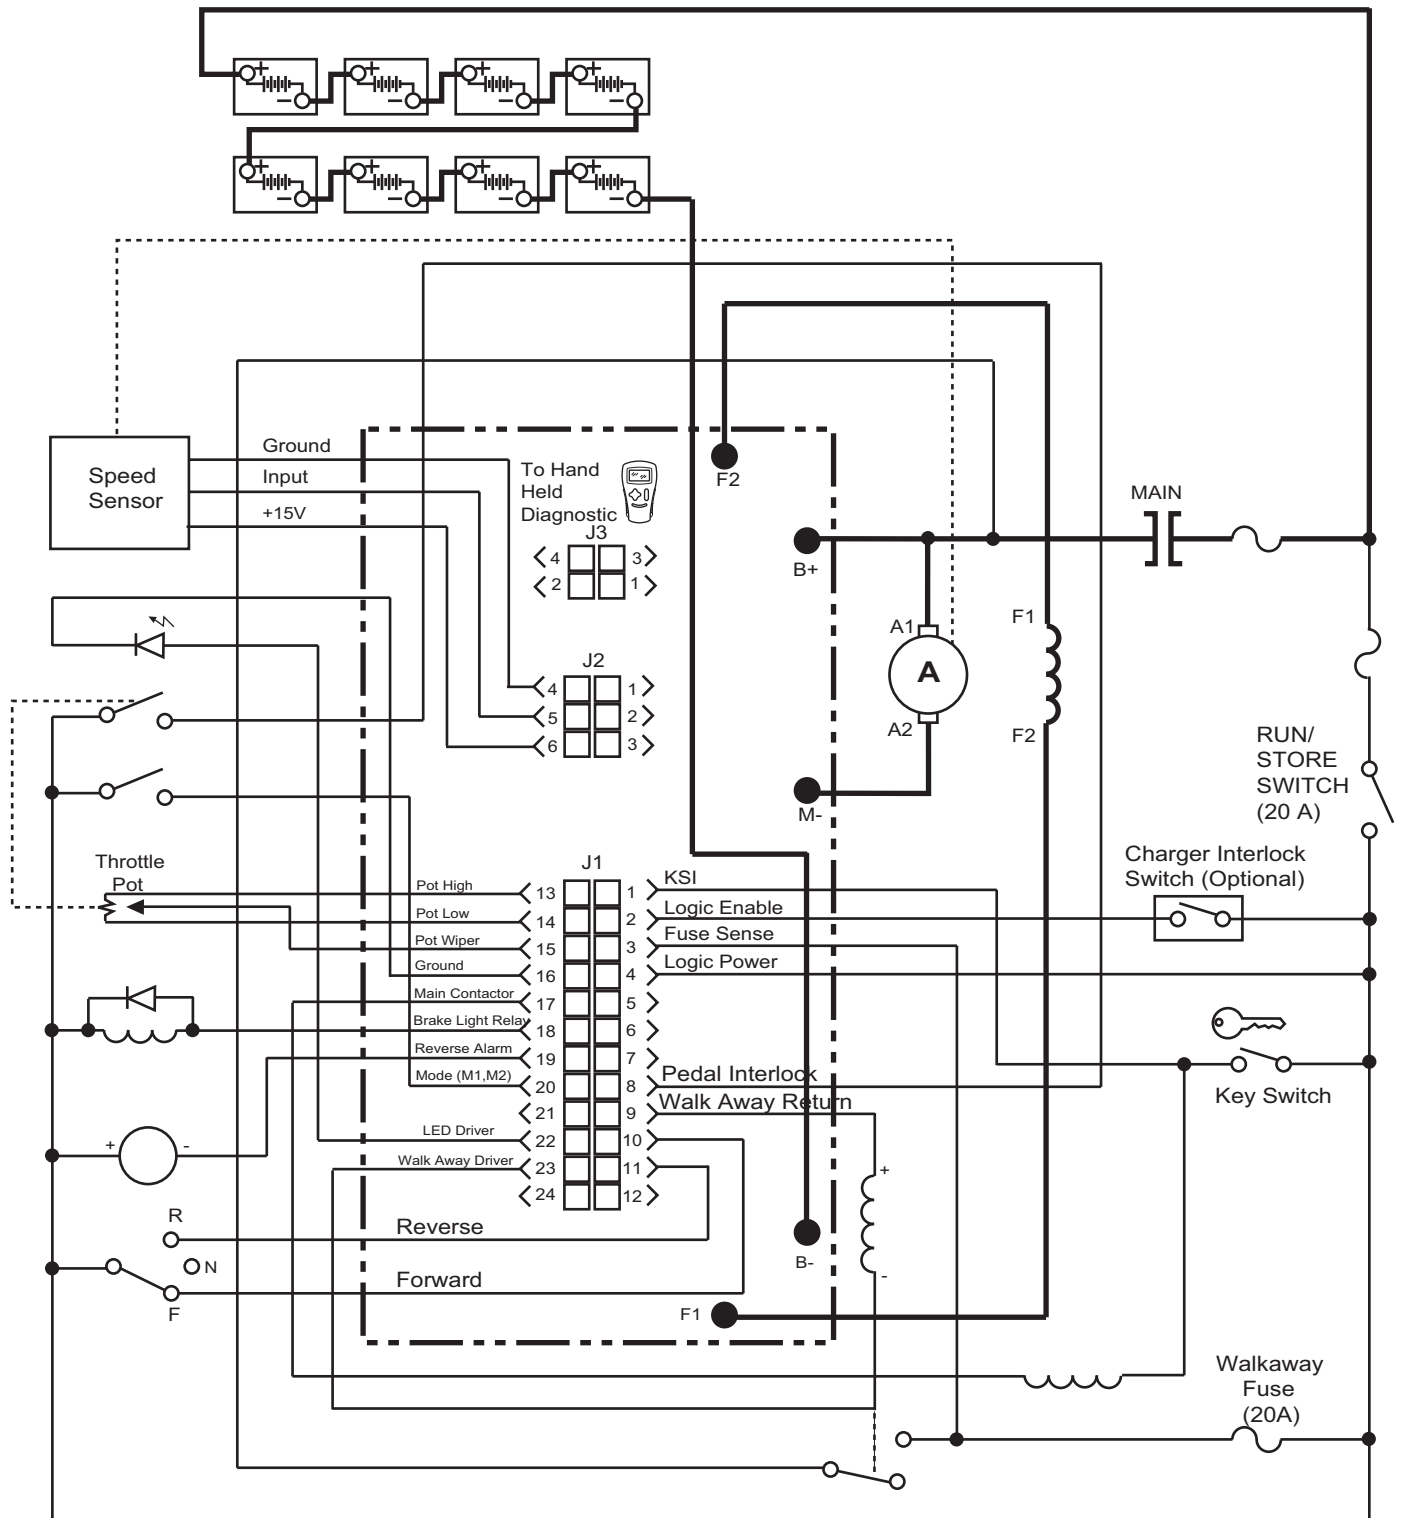 + + + +
- - - -
+ + + +
- - - -
Ground
Speed
Sensor
Input
+15V
To Hand
Held
Diagnostic
J3
4 3
2 1
F2
B+
MAIN
A1
A
A2
F1
F2
J2
4 1
5 2
6 3
M-
RUN/
STORE
SWITCH
(20 A)
Throttle
Pot
J1
Charger Interlock
Switch (Optional)
Pot High 13 1 KSI
Pot Low 14 2 Logic Enable
Pot Wiper 15 3 Fuse Sense
Ground 16 4 Logic Power
Main Contactor 17 5
Brake Light Relay 18 6
Reverse Alarm 19 7
Mode (M1,M2) 20 8 Pedal Interlock
21 9 Walk Away Return
LED Driver 22 10
Walk Away Driver 23 11
24 12
Key Switch
+ -
+
-
R
N
F
Reverse
Forward
B-
F1
Walkaway
Fuse
(20A)